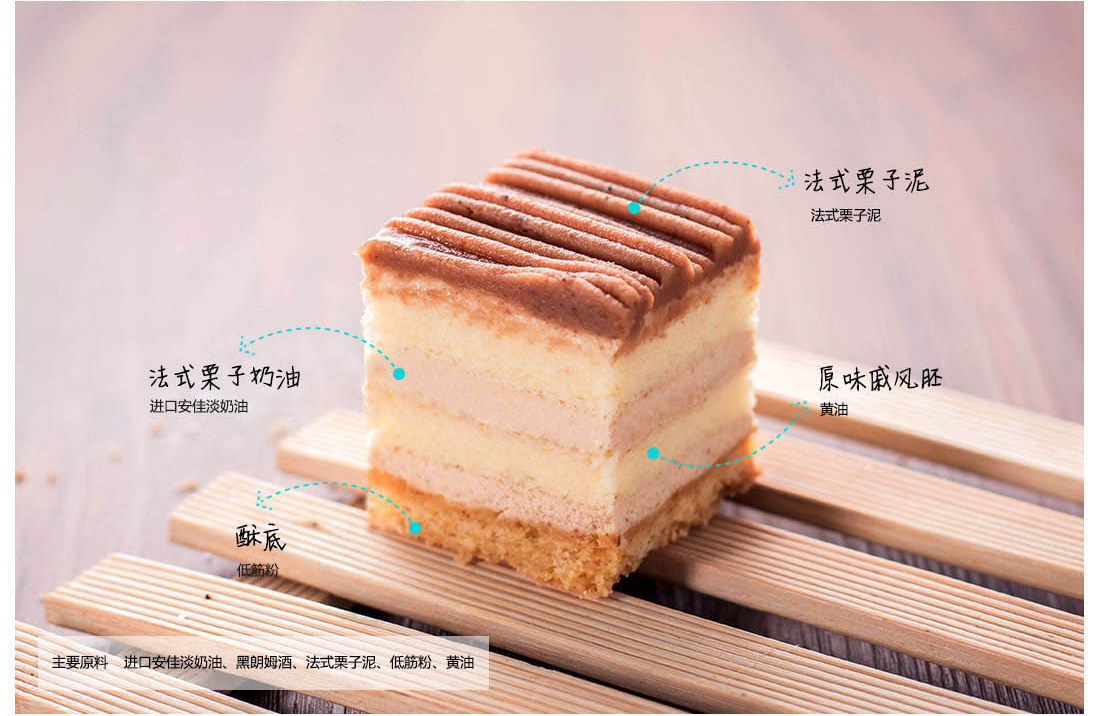 法式栗子泥
法式栗子泥
法式栗子奶油
进口安佳淡奶油
原味戚风胚
黄油
酥底
低筋粉
主要原料 进口安佳淡奶油、黑朗姆酒、法式栗子泥、低筋粉、黄油